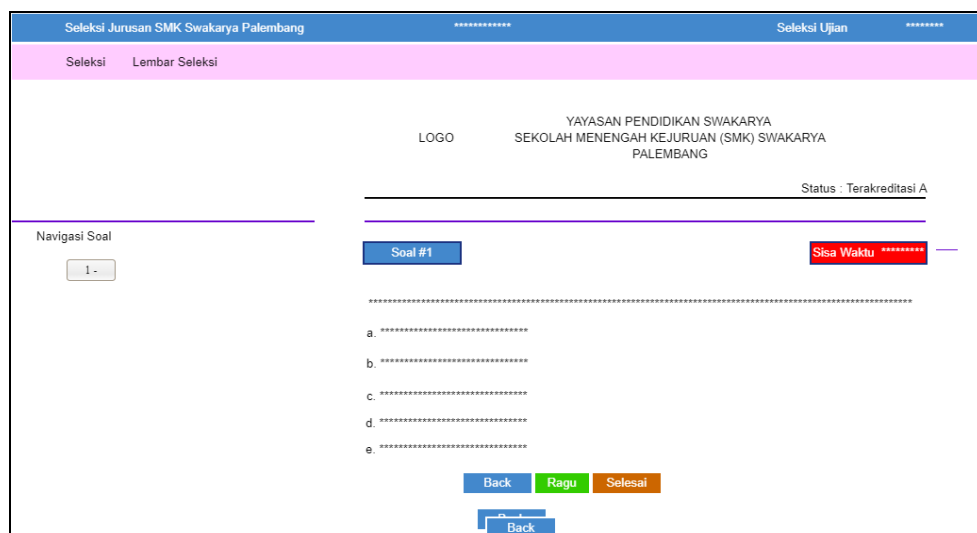 Seleksi Jurusan SMK Swakarya Palembang ************ Seleksi Ujian ********
Seleksi Lembar Seleksi
YAYASAN PENDIDIKAN SWAKARYA
LOGO SEKOLAH MENENGAH KEJURUAN (SMK) SWAKARYA
PALEMBANG
Status : Terakreditasi A
Navigasi Soal
1 -
Soal #1 Sisa Waktu *********
******************************************************************************************************************
a. *******************************
b. *******************************
c. *******************************
d. *******************************
e. *******************************
Back Ragu Selesai
Back